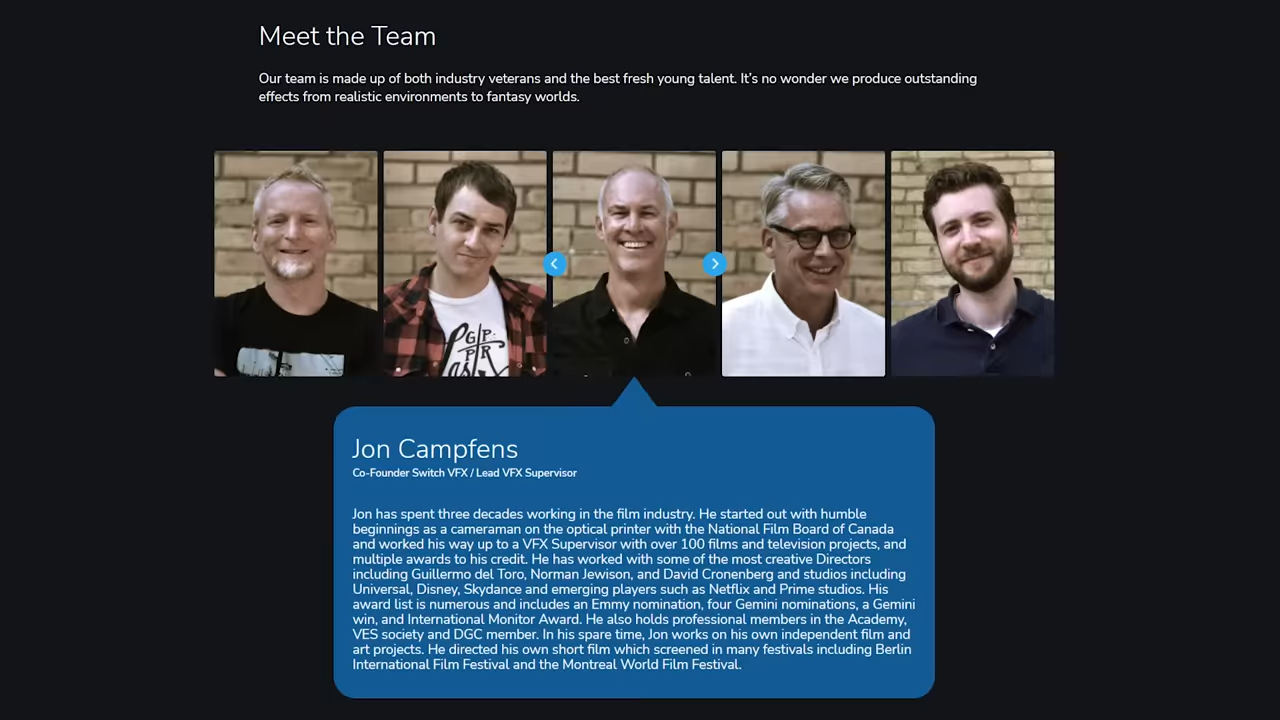 Meet the Team
Our team is made up of both industry veterans and the best fresh young talent. It's no wonder we produce outstanding
effects from realistic environments to fantasy worlds.
Jon Campfens
Co-Founder Switch VFX / Lead VFX Supervisor
Jon has spent three decades working in the film industry. He started out with humble
beginnings as a cameraman on the optical printer with the National Film Board of Canada
and worked his way up to a VFX Supervisor with over 100 films and television projects, and
multiple awards to his credit. He has worked with some of the most creative Directors
including Guillermo del Toro, Norman Jewison, and David Cronenberg and studios including
Universal, Disney, Skydance and emerging players such as Netflix and Prime studios. His
award list is numerous and includes an Emmy nomination, four Gemini nominations, a Gemini
win, and International Monitor Award. He also holds professional members in the Academy,
VES society and DGC member. In his spare time, Jon works on his own independent film and
art projects. He directed his own short film which screened in many festivals including Berlin
International Film Festival and the Montreal World Film Festival.